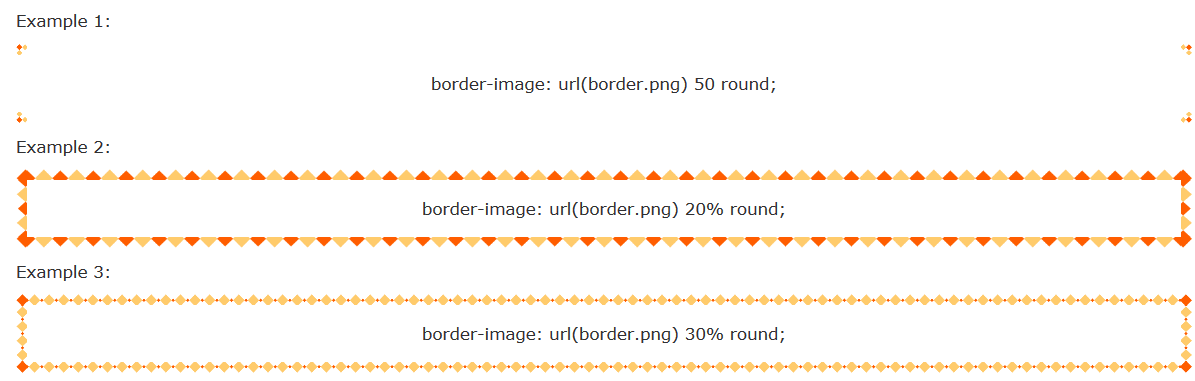 Example 1:
border-image: url(border.png) 50 round;
Example 2:
border-image: url(border.png) 20% round;
Example 3:
border-image: url(border.png) 30% round;